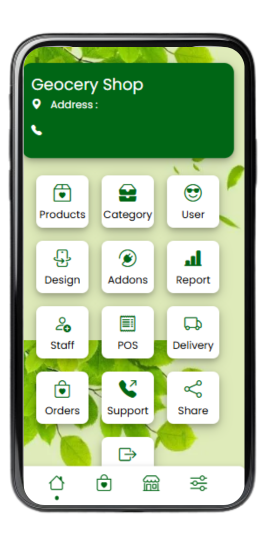 Geocery Shop
Address :
Products Category User
Design Addons Report
Staff POS Delivery
Orders Support Share